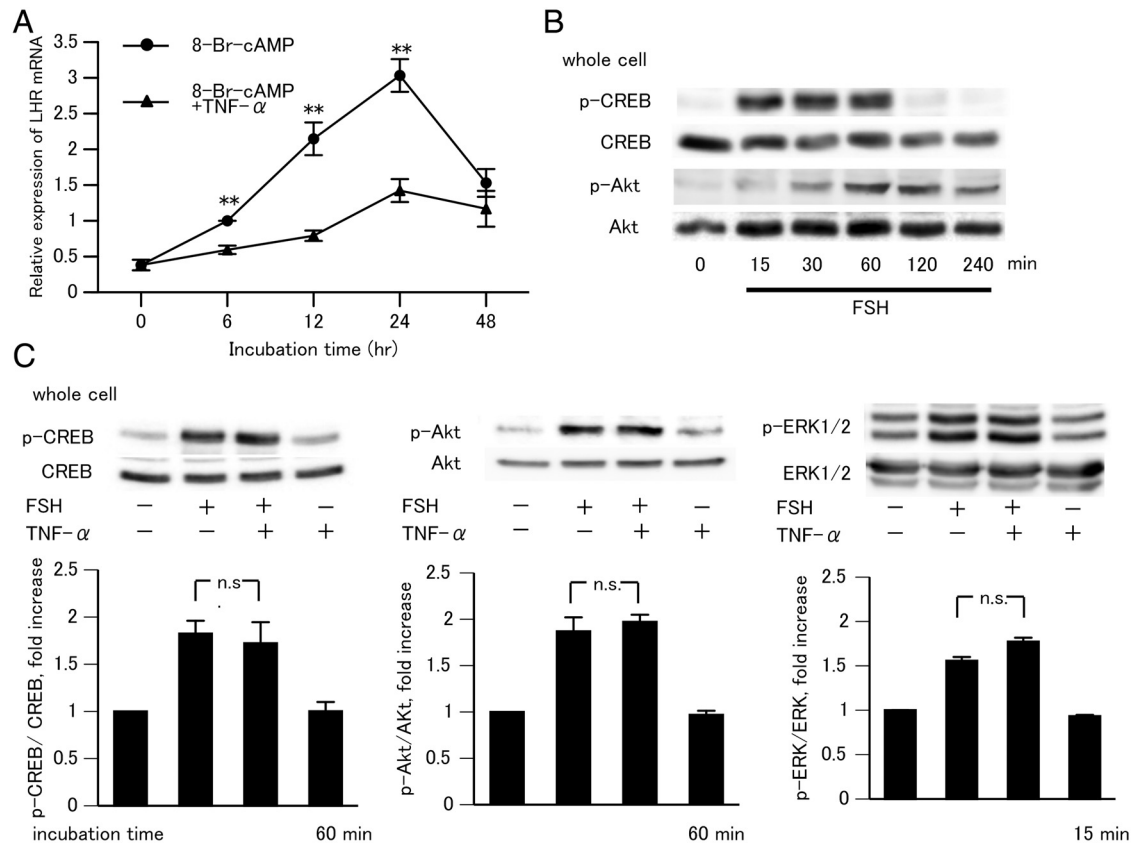 A
3.5
3
2.5
2
1.5
1
0.5
0
Relative expression of LHR mRNA
8-Br-cAMP
8-Br-cAMP
+TNF-α
**
**
**
0 6 12 24 48
Incubation time (hr)
B
whole cell
p-CREB
CREB
p-Akt
Akt
0 15 30 60 120 240 min
FSH
C
whole cell
p-CREB
CREB
FSH − + + −
TNF-α − − + +
p-CREB/ CREB, fold increase
2.5
2
1.5
1
0.5
0
n.s
incubation time 60 min
p-Akt
Akt
FSH − + + −
TNF-α − − + +
p-Akt/AKt, fold increase
2.5
2
1.5
1
0.5
0
n.s.
60 min
p-ERK1/2
ERK1/2
FSH − + + −
TNF-α − − + +
p-ERK/ERK, fold increase
2.5
2
1.5
1
0.5
0
n.s.
15 min